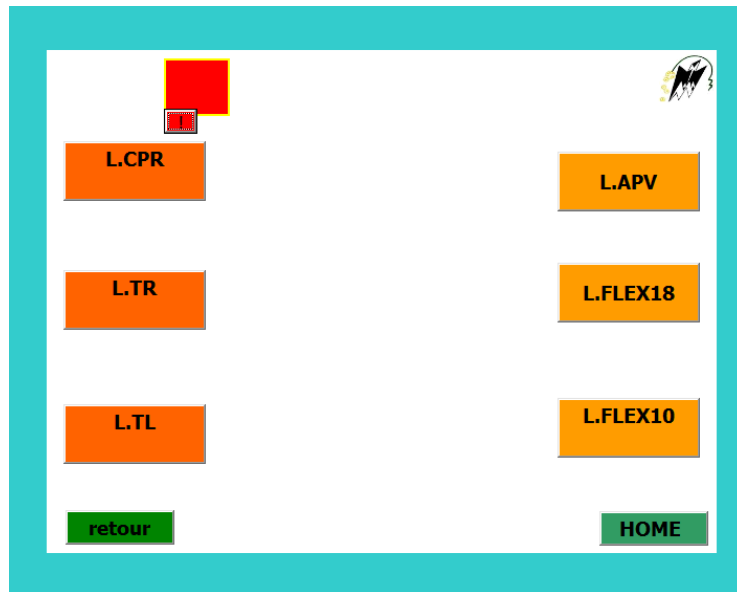 !
L.CPR
L.APV
L.TR
L.FLEX18
L.TL
L.FLEX10
retour
HOME